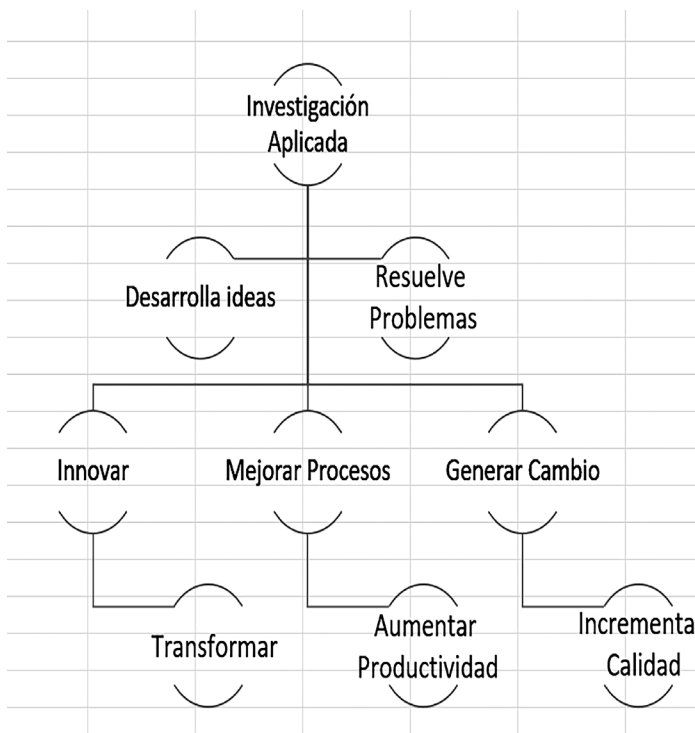 Investigación
Aplicada
Desarrolla ideas
Resuelve
Problemas
Innovar
Mejorar Procesos
Generar Cambio
Transformar
Aumentar
Productividad
Incrementa
Calidad